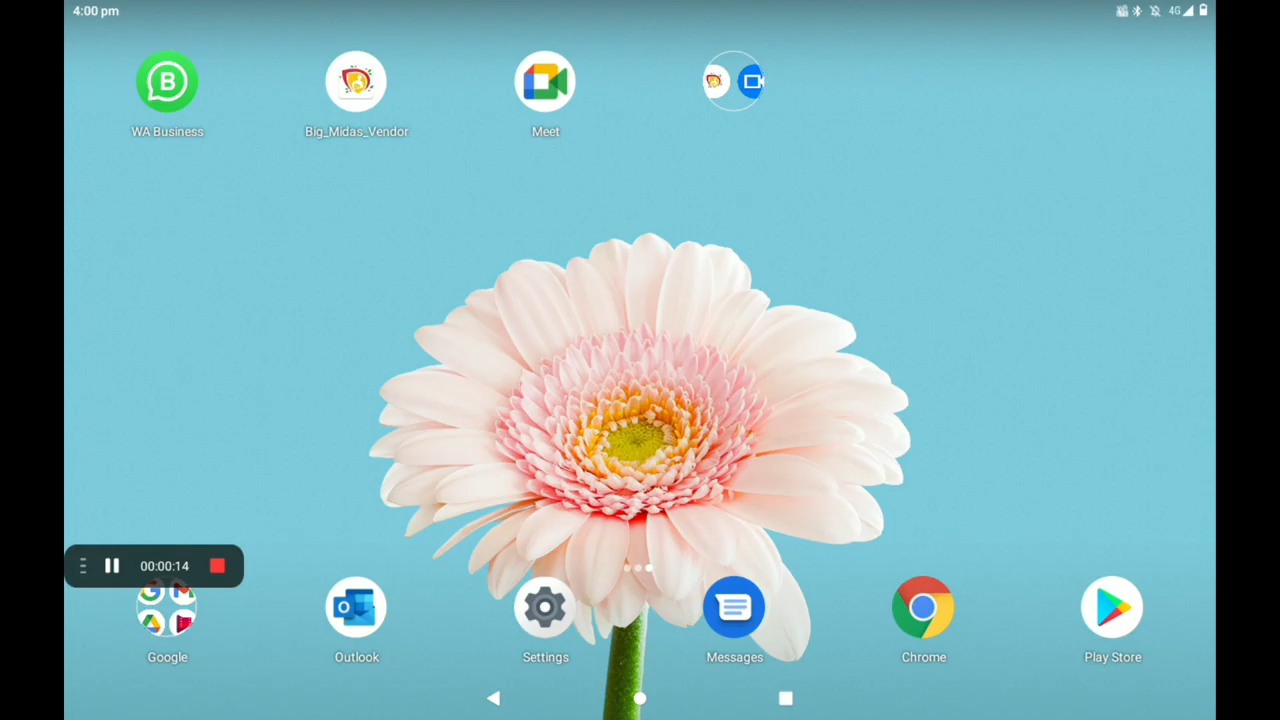 4:00 pm
4G
B
WA Business
Big_Midas_Vendor
Meet
00:00:14
Google
Outlook
Settings
Messages
Chrome
Play Store